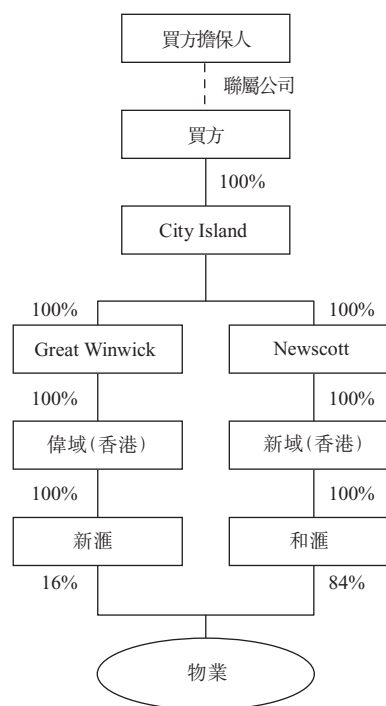 買方擔保人
聯屬公司
買方
100%
City Island
100% 100%
Great Winwick Newscott
100% 100%
偉域(香港) 新域(香港)
100% 100%
新滙 和滙
16% 84%
物業